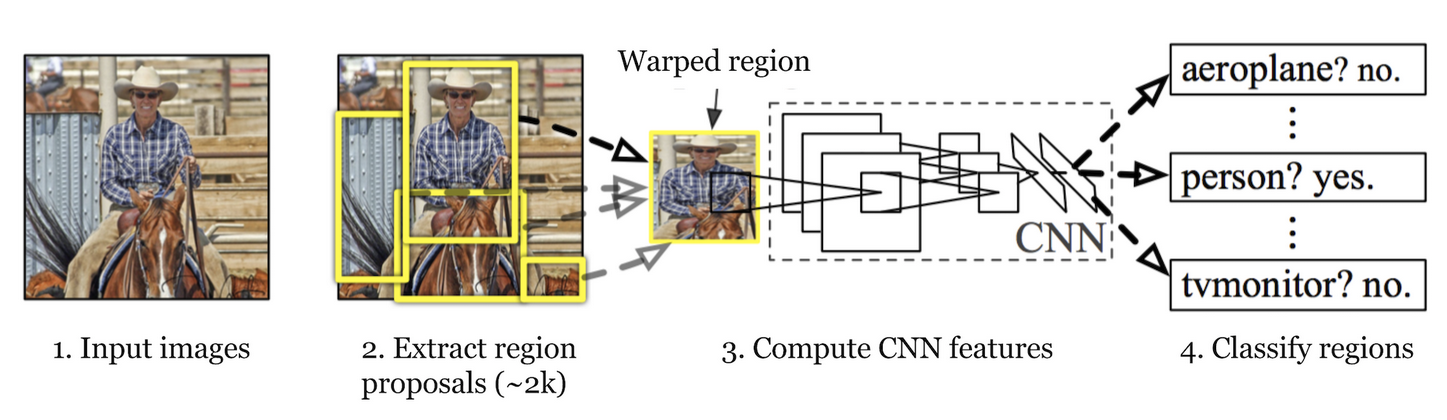 Warped region
aeroplane? no.
person? yes.
CNN
tvmonitor? no.
1. Input images
2. Extract region
proposals (~2k)
3. Compute CNN features
4. Classify regions